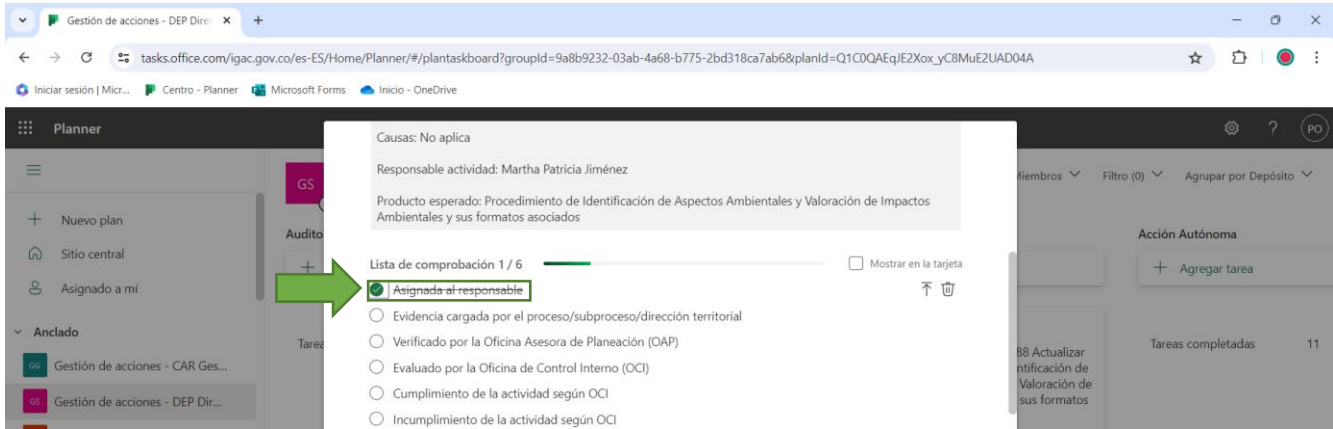 Gestión de acciones - DEP Dire
tasks.office.com/igac.gov.co/es-ES/Home/Planner/#/plantaskboard?groupId=9a8b9232-03ab-4a68-b775-2bd318ca7ab6&planId=Q1C0QAEqJE2Xox_yC8MuE2UAD04A
Iniciar sesión | Micr... Centro - Planner Microsoft Forms Inicio - OneDrive
Planner ? PO
Causas: No aplica
Responsable actividad: Martha Patricia Jiménez
Producto esperado: Procedimiento de Identificación de Aspectos Ambientales y Valoración de Impactos
Ambientales y sus formatos asociados
Lista de comprobación 1 / 6 Mostrar en la tarjeta
Asignada al responsable
Evidencia cargada por el proceso/subproceso/dirección territorial
Verificado por la Oficina Asesora de Planeación (OAP)
Evaluado por la Oficina de Control Interno (OCI)
Cumplimiento de la actividad según OCI
Incumplimiento de la actividad según OCI
Nuevo plan
Sitio central
Asignado a mí
Anclado
GG Gestión de acciones - CAR Ges...
GS Gestión de acciones - DEP Dir...
GS
Audito
Tarea
Miembros Filtro (0) Agrupar por Depósito
Acción Autónoma
Agregar tarea
Tareas completadas 11
88 Actualizar
ntificación de
Valoración de
sus formatos